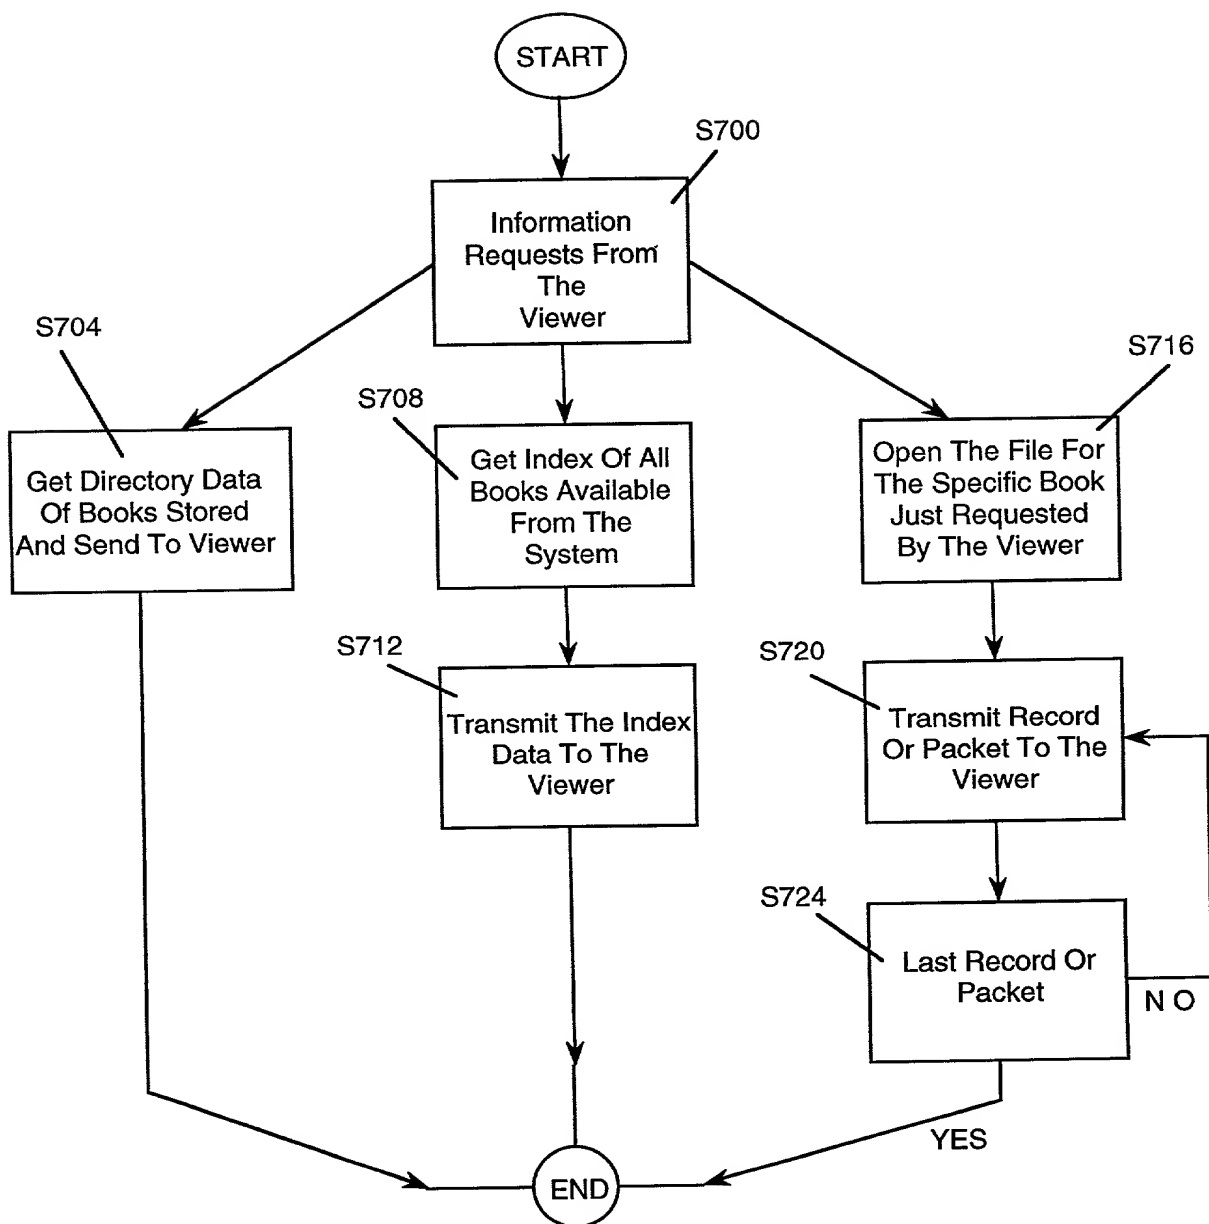 START
S700
Information
Requests From
The
Viewer
S704
Get Directory Data
Of Books Stored
And Send To Viewer
S708
Get Index Of All
Books Available
From The
System
S712
Transmit The Index
Data To The
Viewer
S716
Open The File For
The Specific Book
Just Requested
By The Viewer
S720
Transmit Record
Or Packet To The
Viewer
S724
Last Record Or
Packet
N O
YES
END